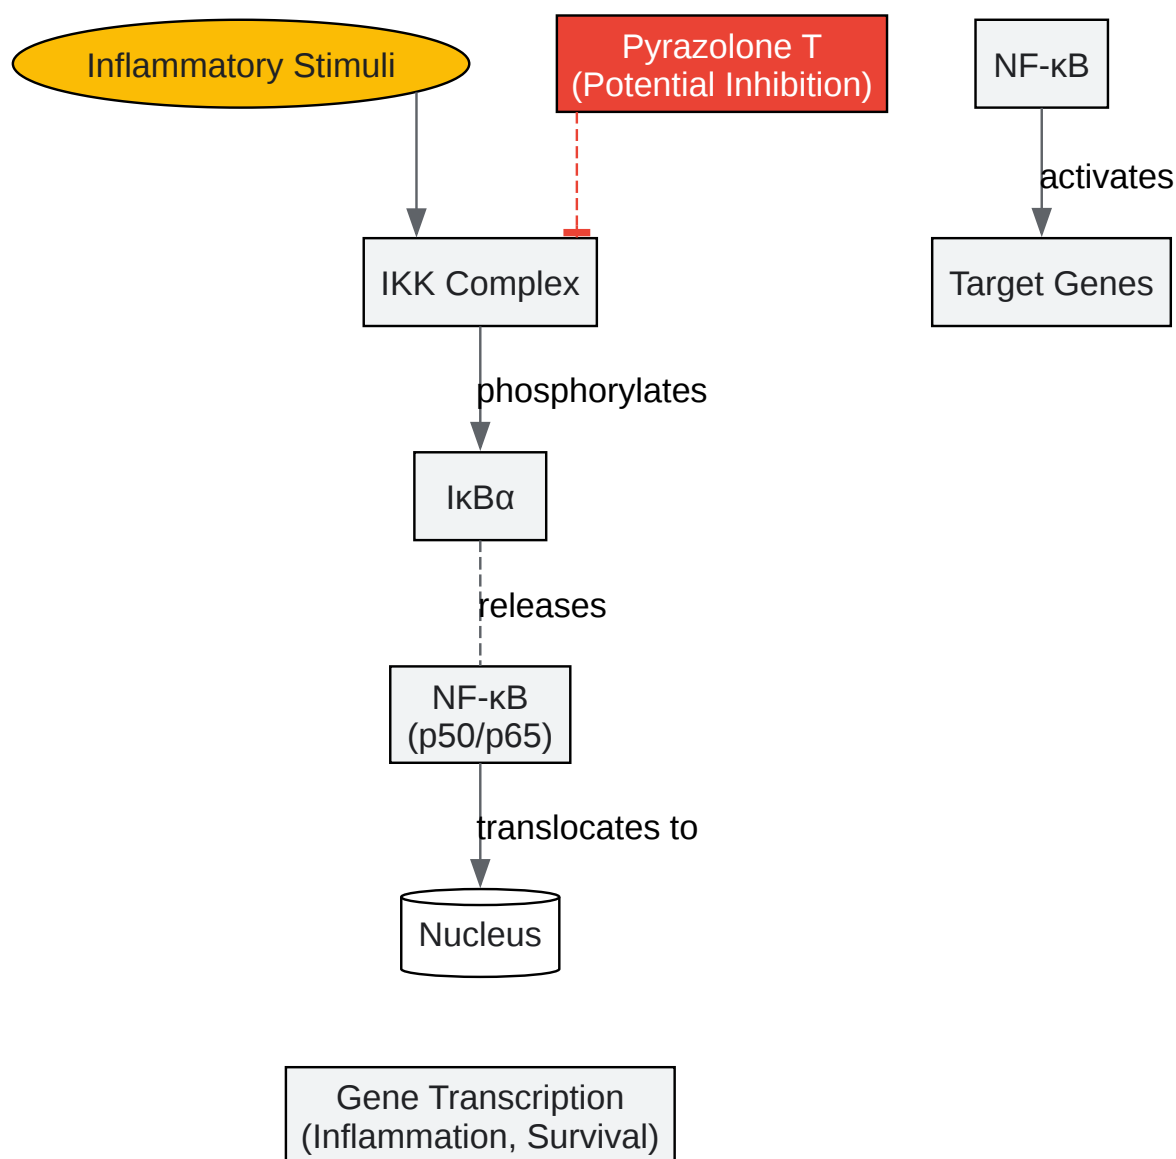 Inflammatory Stimuli
Pyrazolone T
(Potential Inhibition)
NF-κB
activates
IKK Complex
Target Genes
phosphorylates
IκBα
releases
NF-κB
(p50/p65)
translocates to
Nucleus
Gene Transcription
(Inflammation, Survival)